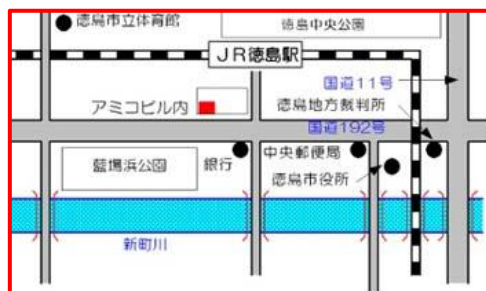 徳島市立体育館
徳島中央公園
JR徳島駅
国道11号
アミコビル内
徳島地方裁判所
国道192号
藍場浜公園
銀行
中央郵便局
徳島市役所
新町川